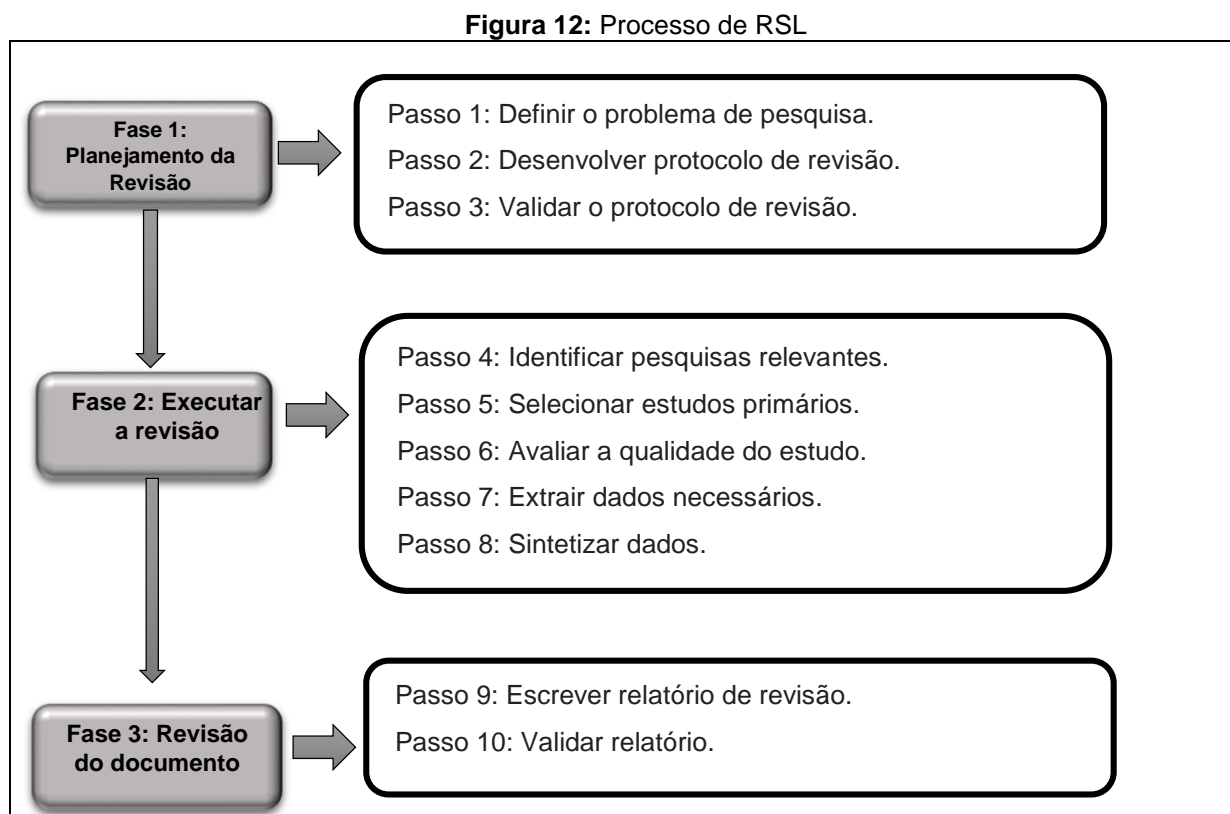 Figura 12: Processo de RSL
Fase 1:
Planejamento da
Revisão
Passo 1: Definir o problema de pesquisa.
Passo 2: Desenvolver protocolo de revisão.
Passo 3: Validar o protocolo de revisão.
Fase 2: Executar
a revisão
Passo 4: Identificar pesquisas relevantes.
Passo 5: Selecionar estudos primários.
Passo 6: Avaliar a qualidade do estudo.
Passo 7: Extrair dados necessários.
Passo 8: Sintetizar dados.
Fase 3: Revisão
do documento
Passo 9: Escrever relatório de revisão.
Passo 10: Validar relatório.